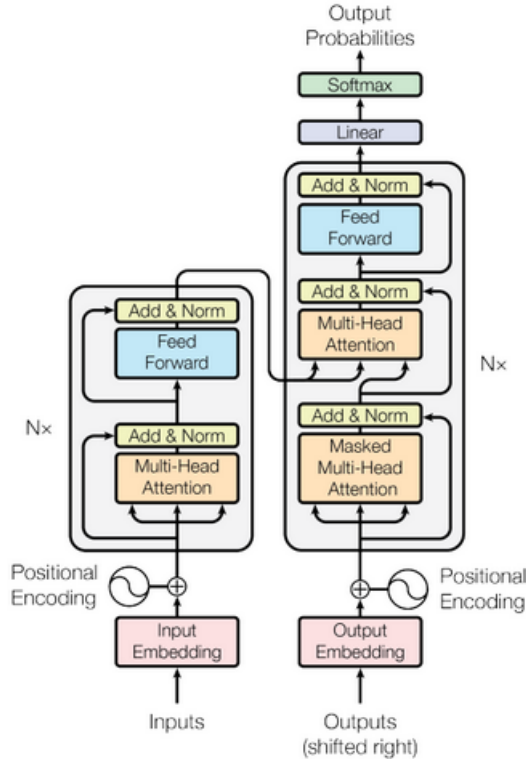 Output
Probabilities
Softmax
Linear
Add & Norm
Feed
Forward
Add & Norm
Multi-Head
Attention
Add & Norm
Masked
Multi-Head
Attention
N×
Add & Norm
Feed
Forward
Add & Norm
Multi-Head
Attention
N×
Positional
Encoding
Positional
Encoding
Input
Embedding
Output
Embedding
Inputs
Outputs
(shifted right)